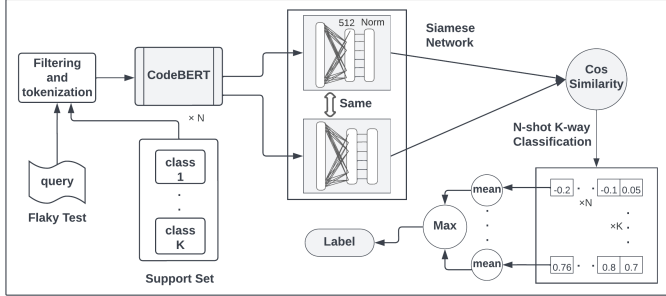 512 Norm
Siamese
Network
Filtering
and
tokenization
CodeBERT
Cos
Similarity
Same
× N
N-shot K-way
Classification
query
Flaky Test
class
1
class
K
Support Set
mean
-0.2 -0.1 0.05
×N
×K
Max
Label
mean
0.76 0.8 0.7